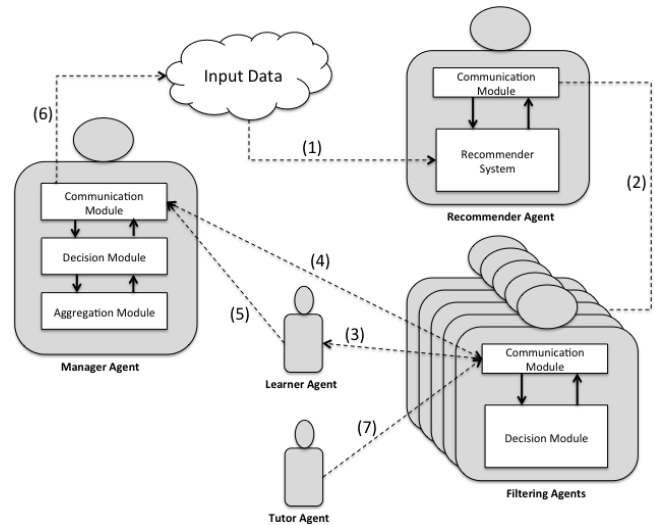 Input Data
Communication
Module
(6)
(1)
Recommender
System
(2)
Recommender Agent
Communication
Module
Decision Module
Aggregation Module
Manager Agent
(4)
(5)
(3)
Learner Agent
Communication
Module
(7)
Decision Module
Filtering Agents
Tutor Agent